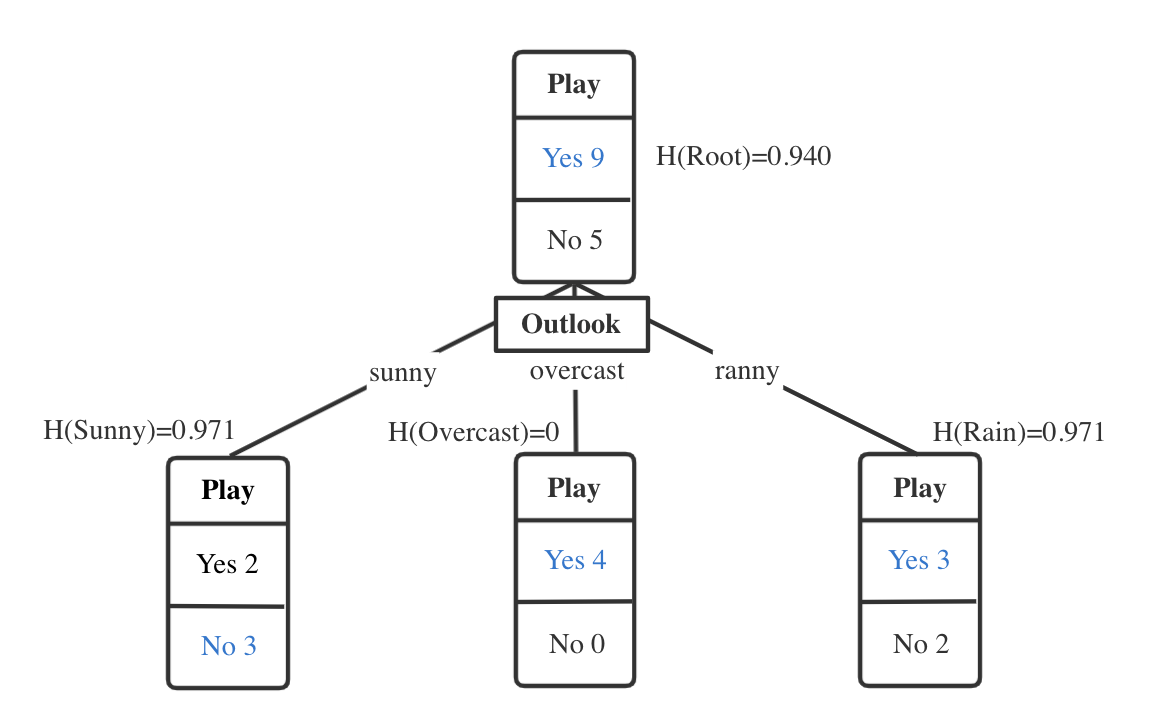 Play
Yes 9
H(Root)=0.940
No 5
Outlook
sunny
overcast
ranny
H(Sunny)=0.971
H(Overcast)=0
H(Rain)=0.971
Play
Yes 2
No 3
Play
Yes 4
No 0
Play
Yes 3
No 2